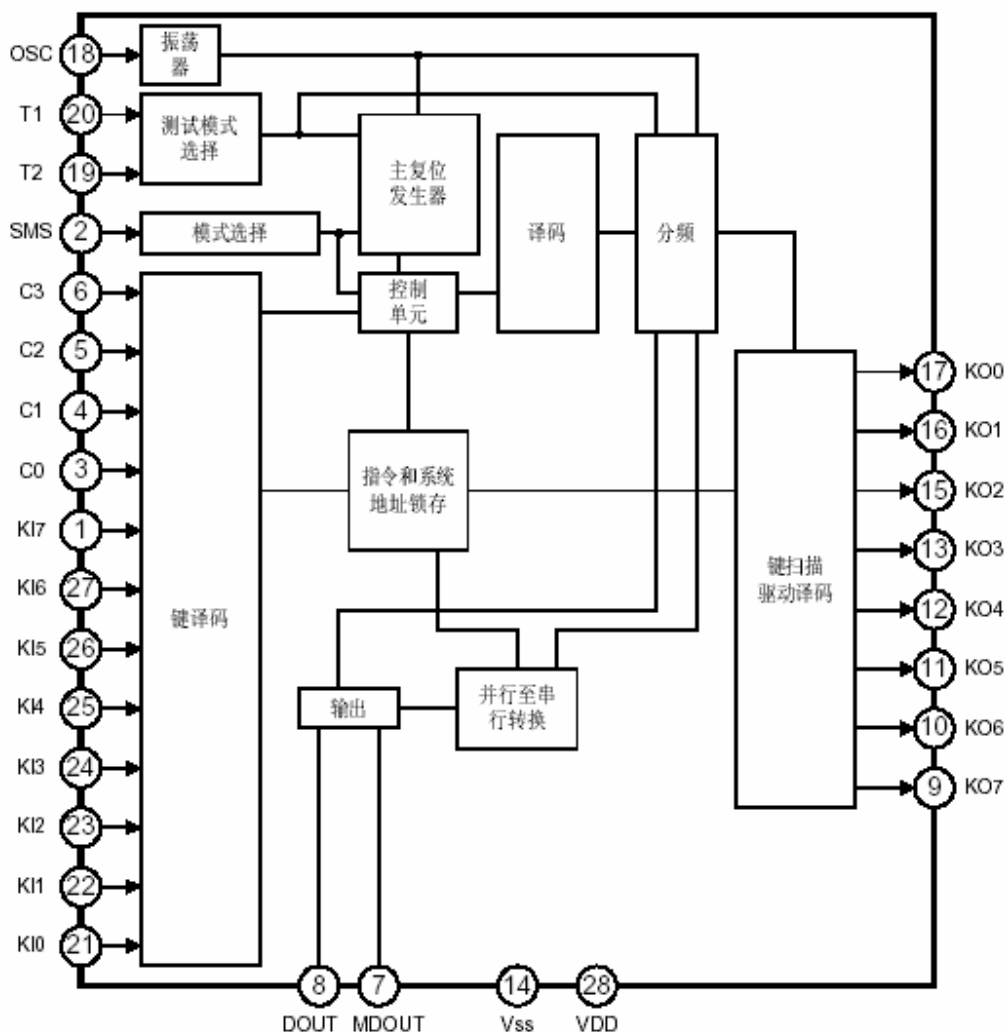 OSC 18 振荡
器
T1 20 测试模式
选择
T2 19
主复位
发生器
译码
分频
SMS 2 模式选择
C3 6
控制
单元
C2 5
C1 4
C0 3
KI7 1
KI6 27
KI5 26
KI4 25
KI3 24
KI2 23
KI1 22
KI0 21
键译码
指令和系统
地址锁存
输出
并行至串
行转换
键扫描
驱动译码
17 KO0
16 KO1
15 KO2
13 KO3
12 KO4
11 KO5
10 KO6
9 KO7
8 7 14 28
DOUT MDOUT Vss VDD